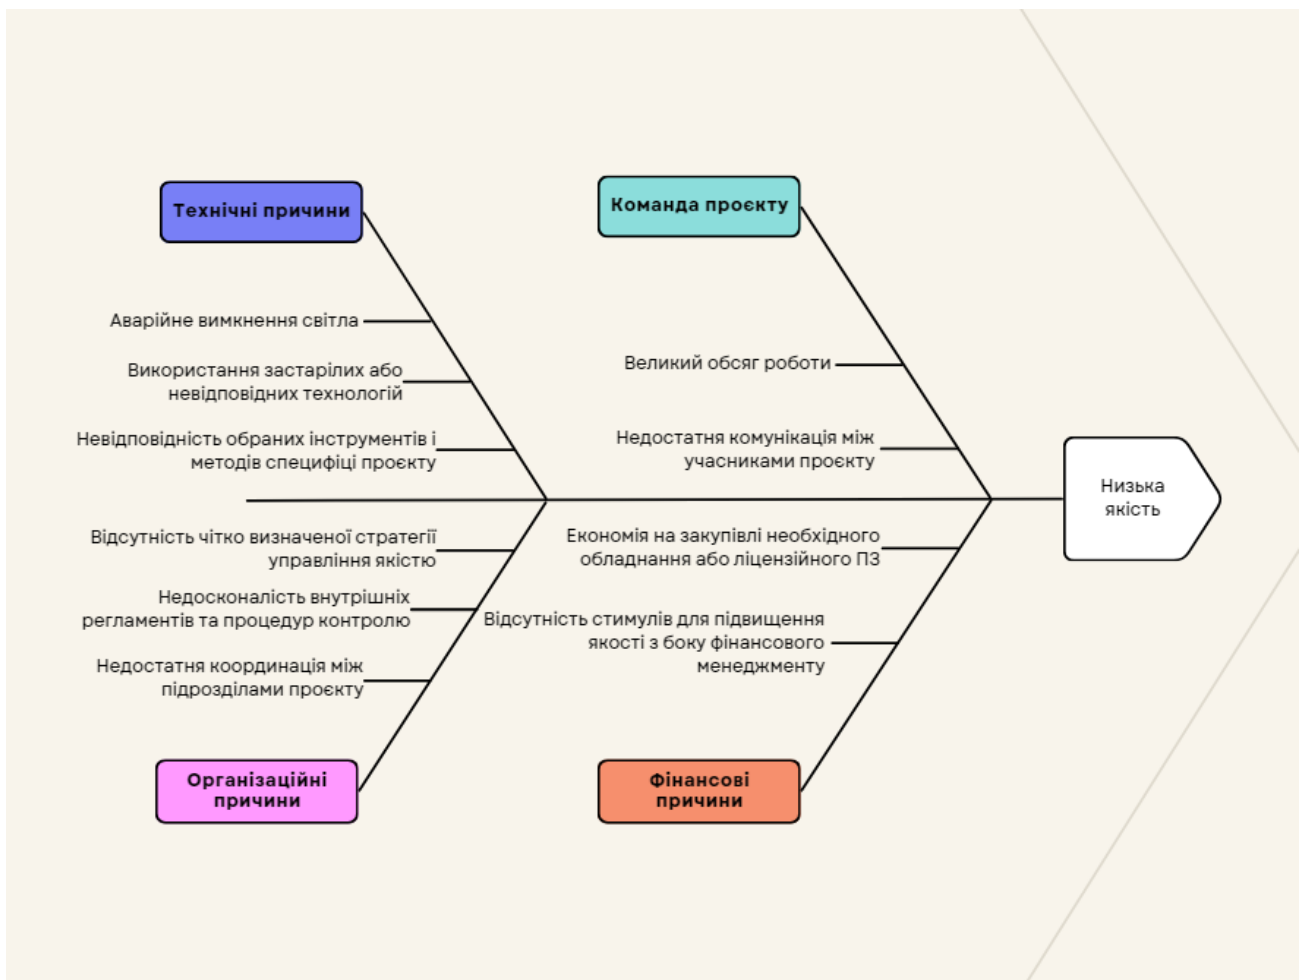 Технічні причини
Аварійне вимкнення світла
Використання застарілих або
невідповідних технологій
Невідповідність обраних інструментів і
методів специфіці проєкту
Команда проєкту
Великий обсяг роботи
Недостатня комунікація між
учасниками проєкту
Низька
якість
Відсутність чітко визначеної стратегії
управління якістю
Недосконалість внутрішніх
регламентів та процедур контролю
Недостатня координація між
підрозділами проєкту
Організаційні
причини
Економія на закупівлі необхідного
обладнання або ліцензійного ПЗ
Відсутність стимулів для підвищення
якості з боку фінансового
менеджменту
Фінансові
причини